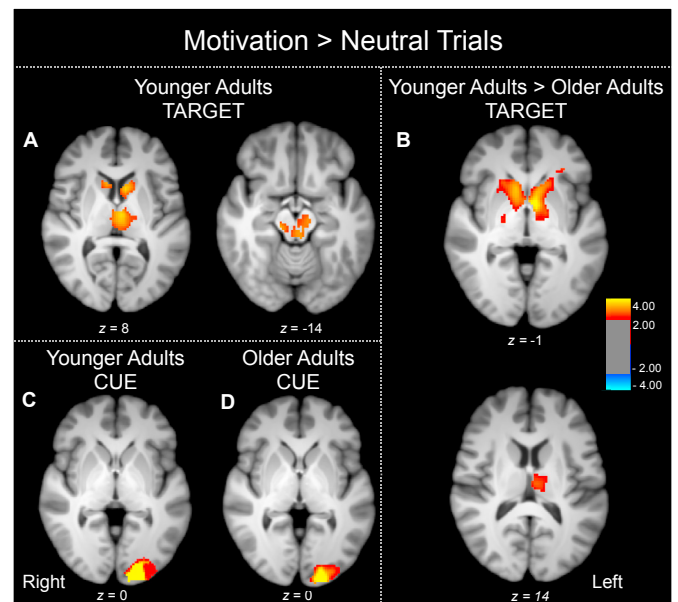 Motivation > Neutral Trials
Younger Adults
TARGET
A
z = 8
z = -14
Younger Adults > Older Adults
TARGET
B
z = -1
4.00
2.00
- 2.00
- 4.00
Younger Adults
CUE
C
Right
z = 0
Older Adults
CUE
D
z = 0
z = 14
Left